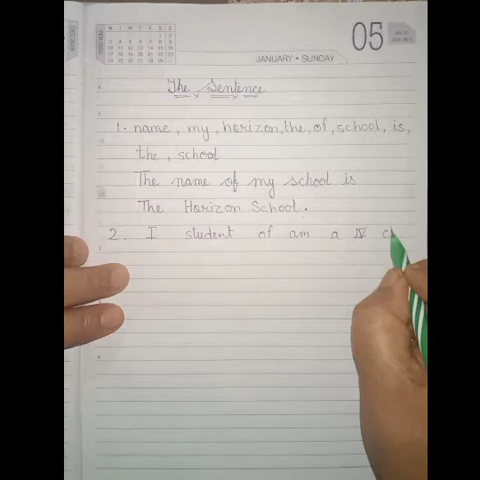 05
JANUARY • SUNDAY
The Sentence
1. name, my, horizon, the, of, school, is,
the, school
The name of my school is
The Horizon School.
2. I student of am a IV